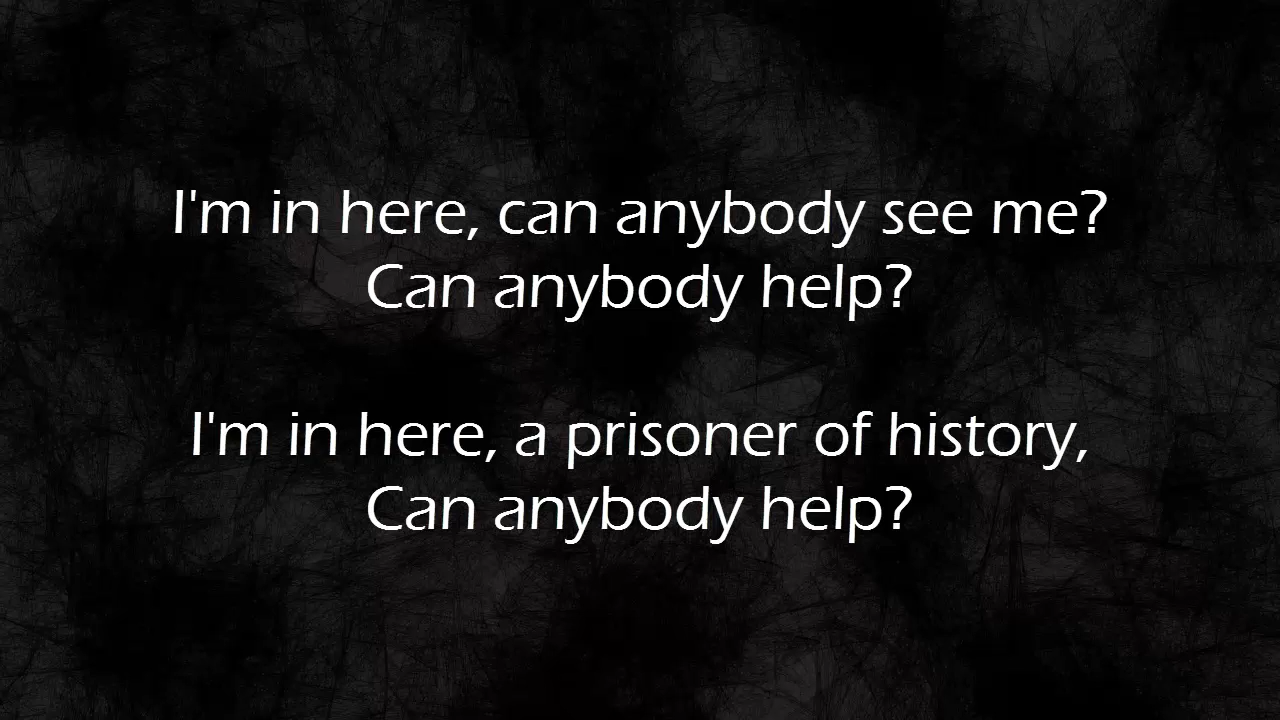 I'm in here, can anybody see me?
Can anybody help?
I'm in here, a prisoner of history,
Can anybody help?